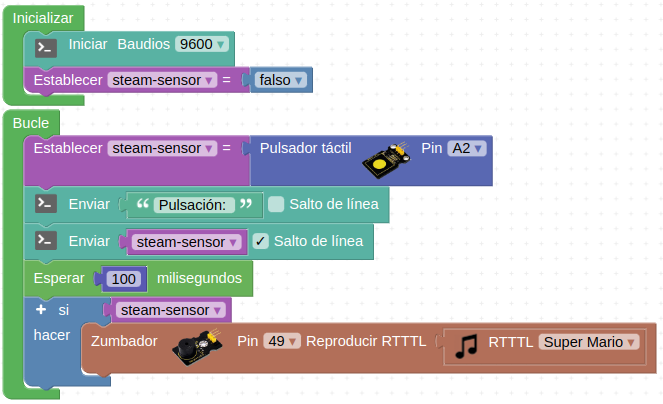 Inicializar
Iniciar Baudios 9600
Establecer steam-sensor = falso
Bucle
Establecer steam-sensor = Pulsador táctil Pin A2
Enviar “ Pulsación: ” Salto de línea
Enviar steam-sensor ✓ Salto de línea
Esperar 100 milisegundos
+ si steam-sensor
hacer Zumbador Pin 49 Reproducir RTTTL RTTTL Super Mario